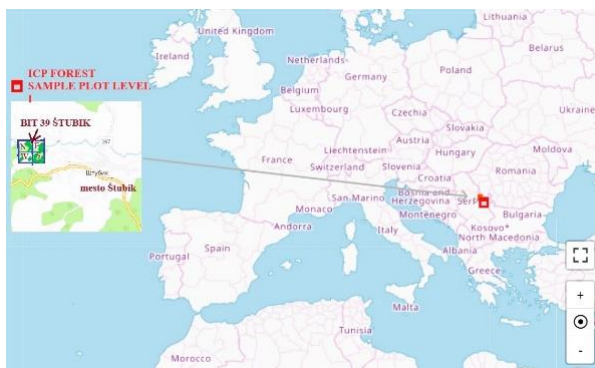 ICP FOREST
SAMPLE PLOT LEVEL
I
BIT 39 ŠTUBIK
N E
W
Штубик
mesto Štubik
United Kingdom
Ireland
Netherlands
Belgium
Luxembourg
Germany
Poland
Lithuania
Belarus
Ukraine
Czechia
Slovakia
Liechtenstein
Austria
Hungary
Moldova
France
Switzerland
Slovenia
Croatia
Romania
San Marino
Bosnia and
Herzegovina
Serb
Monaco
Montenegro
Bulgaria
Andorra
Italy
Kosovo*
North Macedonia
Albania
Portugal
Spain
Greece
Malta
Tunisia
Morocco
+
-